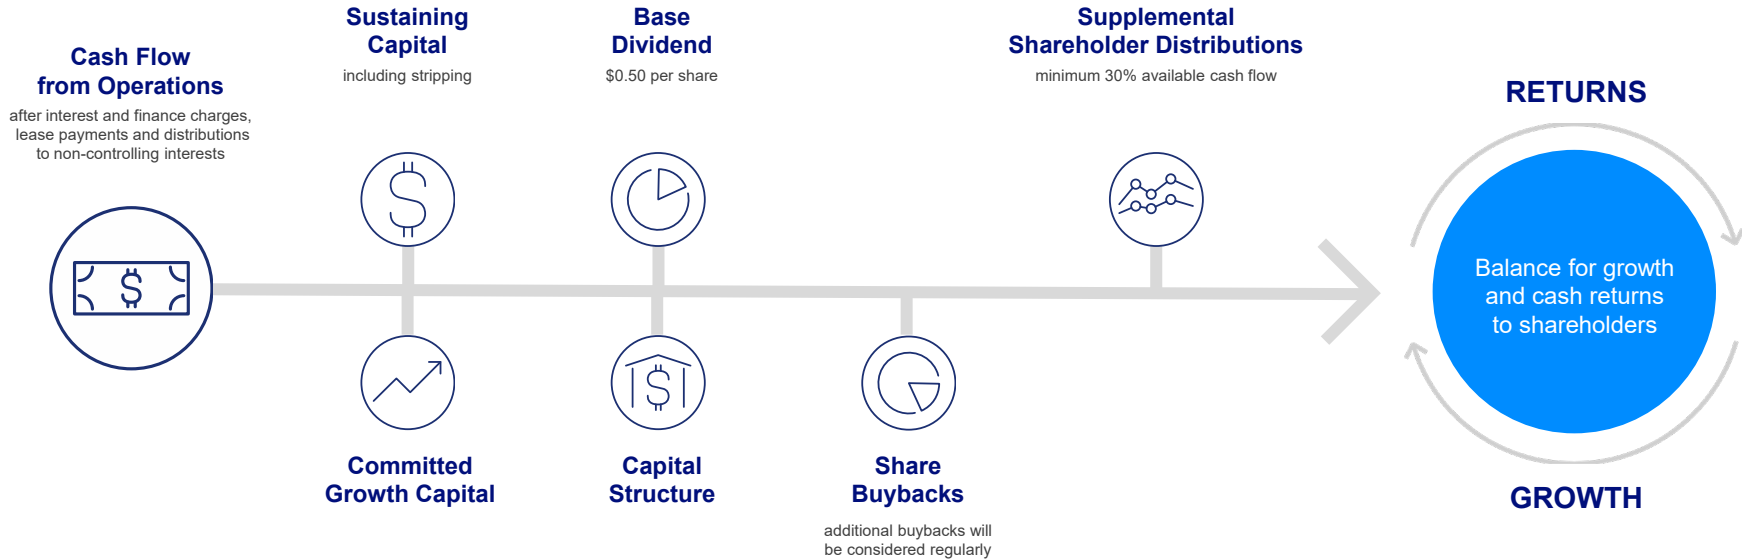 Cash Flow
from Operations
after interest and finance charges,
lease payments and distributions
to non-controlling interests
$
Sustaining
Capital
including stripping
$
Committed
Growth Capital
Base
Dividend
$0.50 per share
$
Capital
Structure
Share
Buybacks
additional buybacks will
be considered regularly
Supplemental
Shareholder Distributions
minimum 30% available cash flow
RETURNS
Balance for growth
and cash returns
to shareholders
GROWTH